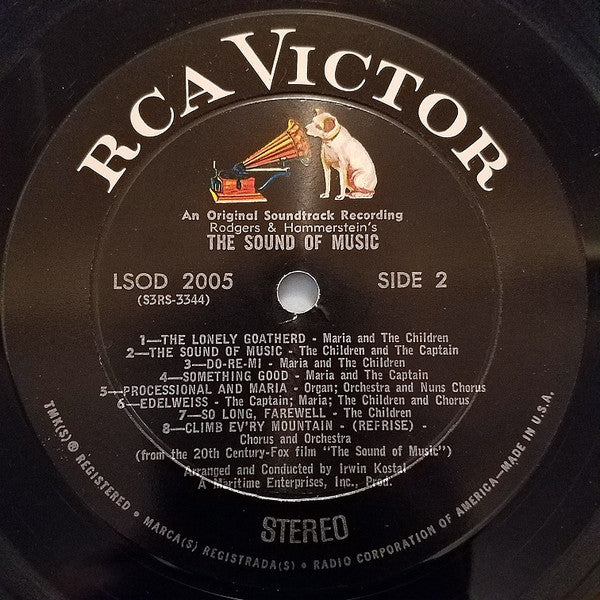 RCA VICTOR
An Original Soundtrack Recording
Rodgers & Hammerstein's
THE SOUND OF MUSIC
LSOD 2005
(S3RS-3344)
SIDE 2
1—THE LONELY GOATHERD - Maria and The Children
2—THE SOUND OF MUSIC - The Children and The Captain
3—DO-RE-MI - Maria and The Children
4—SOMETHING GOOD - Maria and The Captain
5—PROCESSIONAL AND MARIA - Organ; Orchestra and Nuns Chorus
6—EDELWEISS - The Captain; Maria; The Children and Chorus
7—SO LONG, FAREWELL - The Children
8—CLIMB EV'RY MOUNTAIN - (REFRISE) -
Chorus and Orchestra
(from the 20th Century-Fox film "The Sound of Music")
Arranged and Conducted by Irwin Kostal
A Maritime Enterprises, Inc., Prod.
STEREO
TMK(S) ® REGISTERED • MARCA(S) REGISTRADA(S) • RADIO CORPORATION OF AMERICA—MADE IN U.S.A.